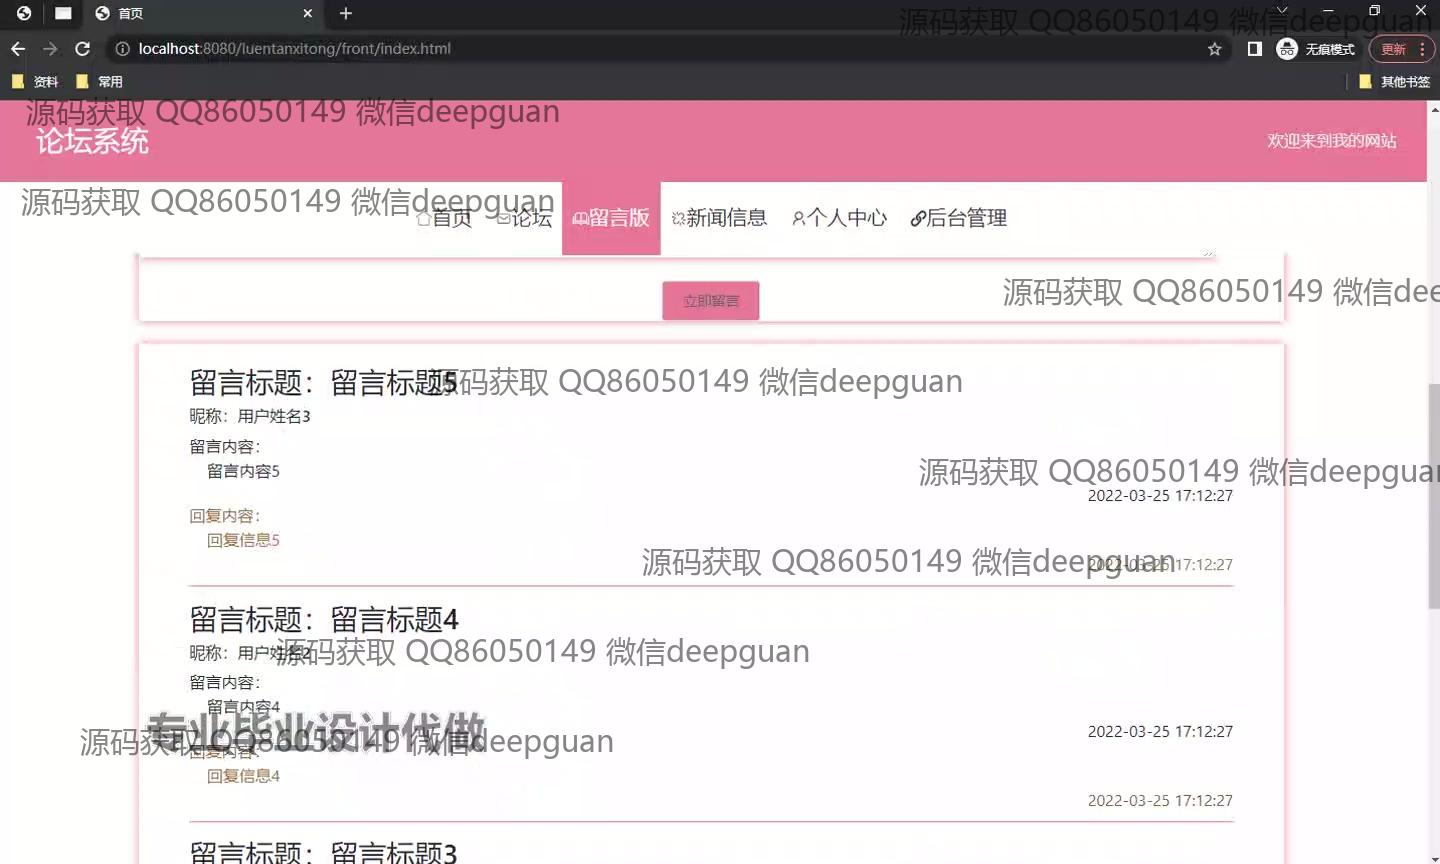 首页
localhost:8080/luentanxitong/front/index.html
无痕模式
更新
资料
常用
其他书签
源码获取 QQ86050149 微信deepguan
源码获取 QQ86050149 微信deepguan
论坛系统
欢迎来到我的网站
源码获取 QQ86050149 微信deepguan
首页
论坛
留言版
新闻信息
个人中心
后台管理
立即留言
源码获取 QQ86050149 微信dee
留言标题：留言标题5
源码获取 QQ86050149 微信deepguan
昵称：用户姓名3
留言内容：
留言内容5
源码获取 QQ86050149 微信deepguan
2022-03-25 17:12:27
回复内容：
回复信息5
源码获取 QQ86050149 微信deepguan
2022-03-25 17:12:27
留言标题：留言标题4
昵称：用户姓名2
源码获取 QQ86050149 微信deepguan
留言内容：
留言内容4
专业毕业设计代做
2022-03-25 17:12:27
源码获取 QQ86050149 微信deepguan
回复内容：
回复信息4
2022-03-25 17:12:27
留言标题：留言标题3